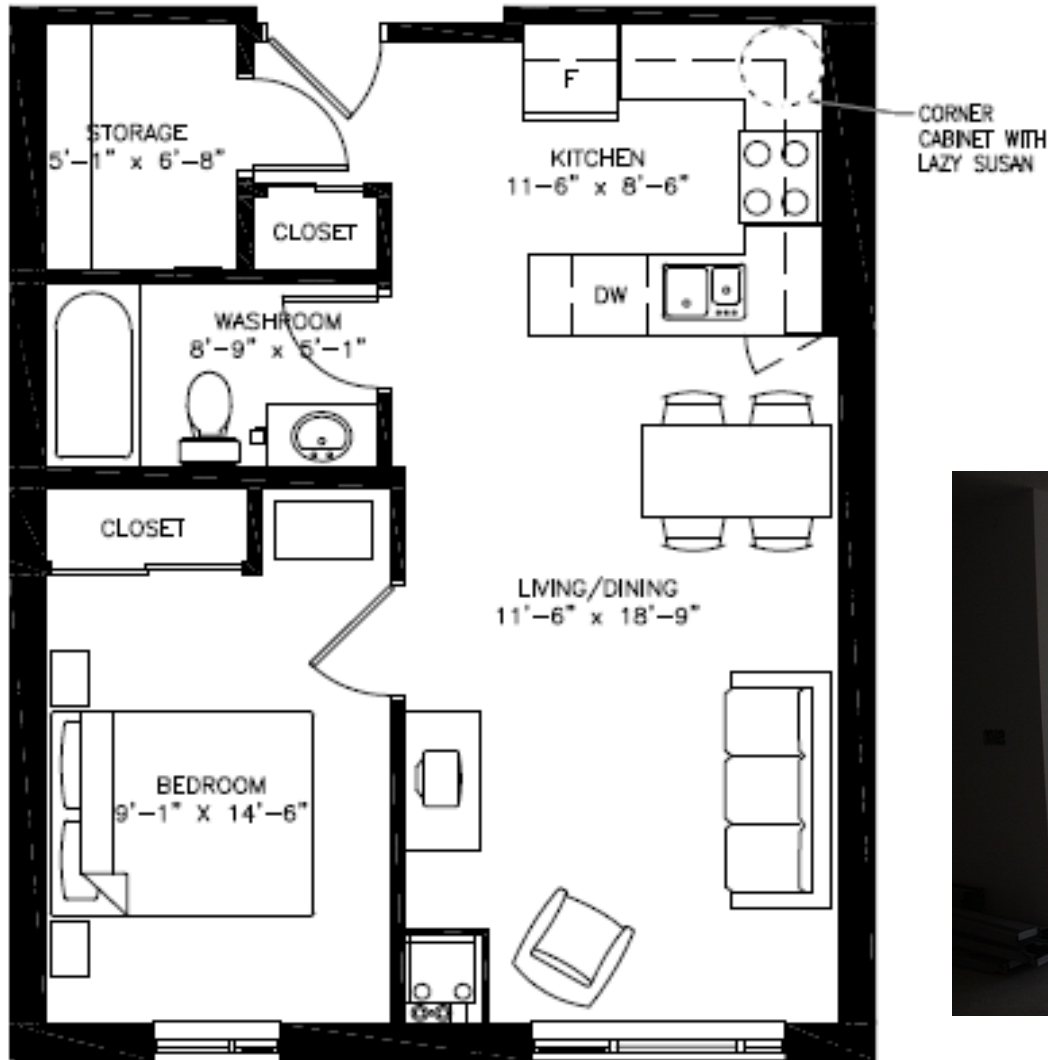 STORAGE
5'-1" x 6'-8"
F
KITCHEN
11-6" x 8'-6"
CORNER
CABINET WITH
LAZY SUSAN
CLOSET
DW
WASHROOM
8'-9" x 5'-1"
CLOSET
LIVING/DINING
11'-6" x 18'-9"
BEDROOM
9'-1" X 14'-6"